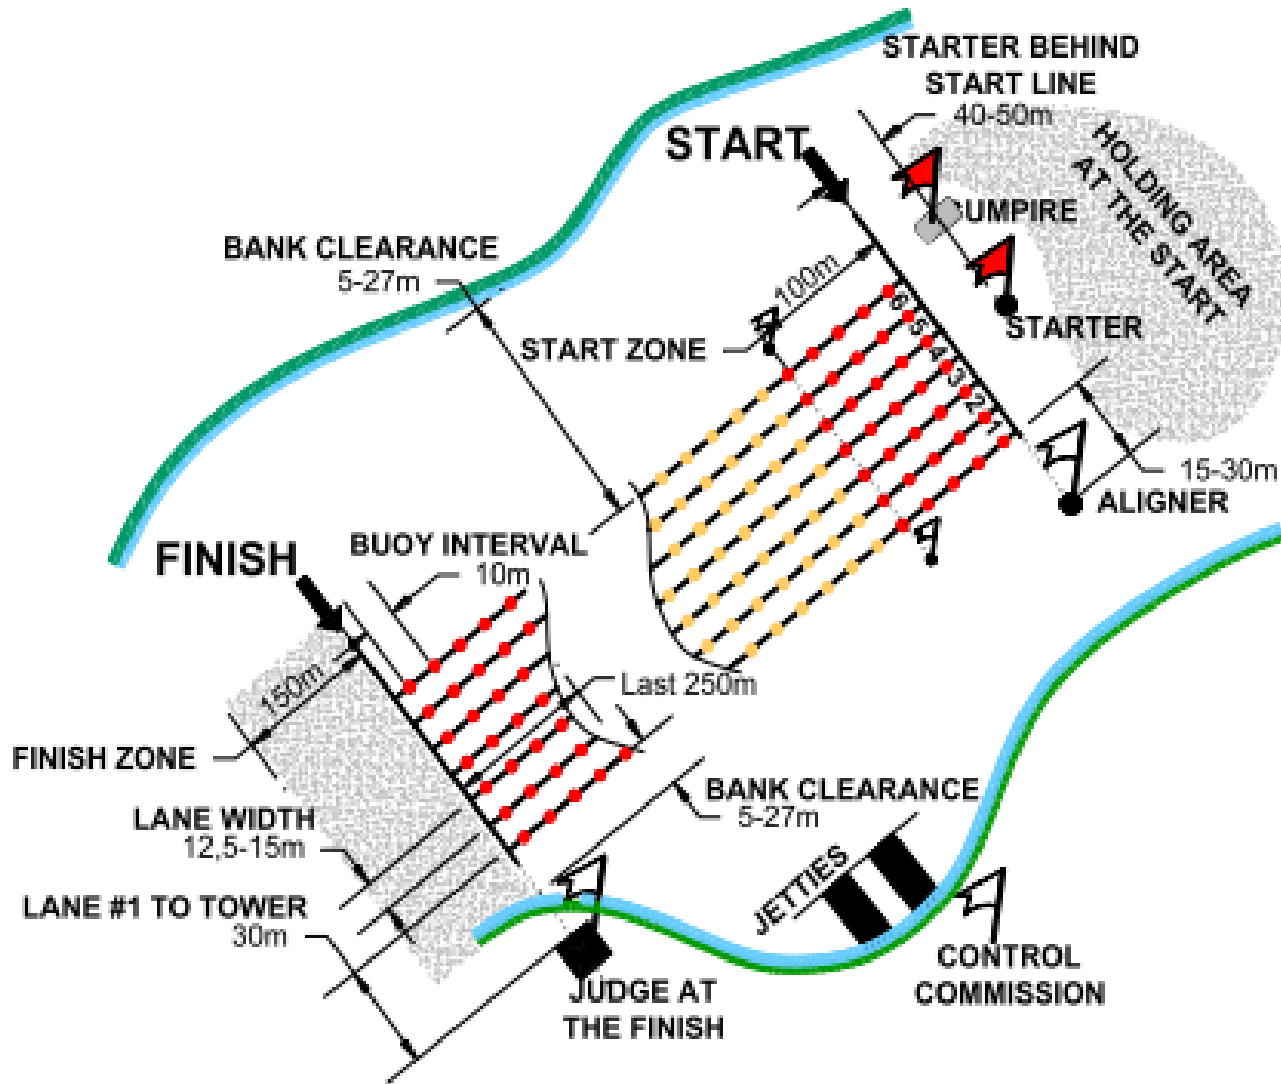 STARTER BEHIND
START LINE
40-50m
START
HOLDING AREA
AT THE START
UMPIRE
BANK CLEARANCE
5-27m
100m
STARTER
START ZONE
6
5
4
3
2
1
15-30m
ALIGNER
FINISH
BUOY INTERVAL
10m
150m
Last 250m
FINISH ZONE
BANK CLEARANCE
5-27m
LANE WIDTH
12,5-15m
JETTIES
LANE #1 TO TOWER
30m
CONTROL
COMMISSION
JUDGE AT
THE FINISH